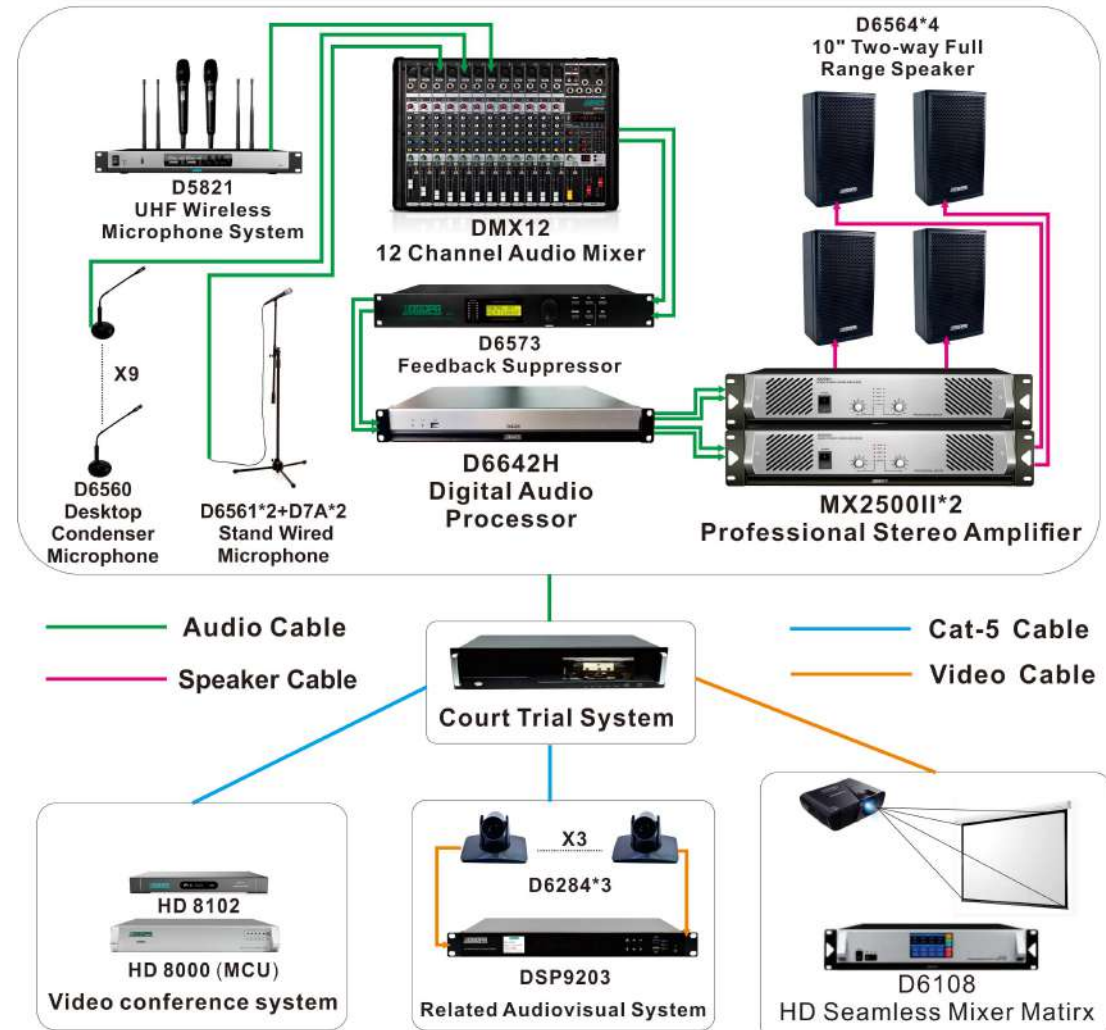 D5821
UHF Wireless
Microphone System
DMX12
12 Channel Audio Mixer
D6564*4
10" Two-way Full
Range Speaker
X9
D6560
Desktop
Condenser
Microphone
D6561*2+D7A*2
Stand Wired
Microphone
D6573
Feedback Suppressor
D6642H
Digital Audio
Processor
MX2500II*2
Professional Stereo Amplifier
Audio Cable
Speaker Cable
Court Trial System
Cat-5 Cable
Video Cable
HD 8102
HD 8000 (MCU)
Video conference system
X3
D6284*3
DSP9203
Related Audiovisual System
D6108
HD Seamless Mixer Matirx